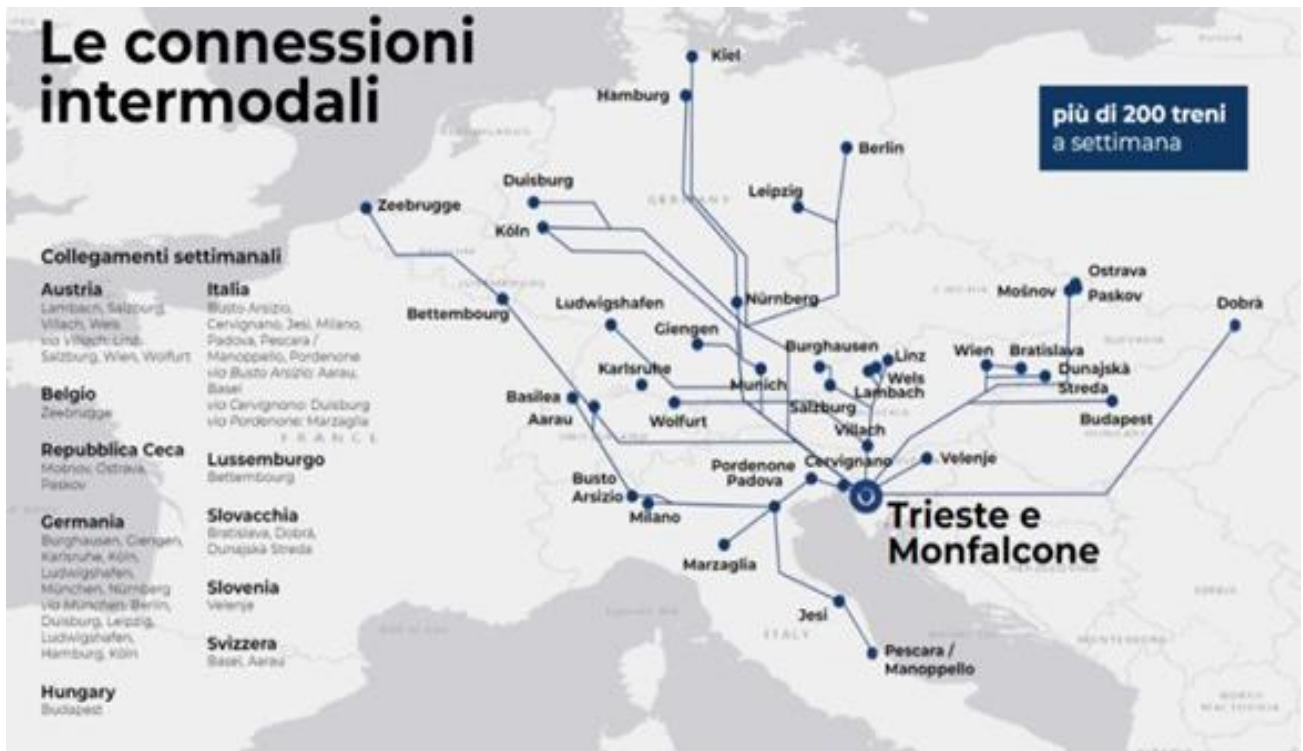 Le connessioni
intermodali
più di 200 treni
a settimana
Kiel
Hamburg
Berlin
Leipzig
Duisburg
Köln
Zeebrugge
Bettembourg
Nürnberg
Ludwigshafen
Giengen
Karlsruhe
Munich
Burghausen
Linz
Wels
Lambach
Salzburg
Wien
Bratislava
Dunajskà
Streda
Budapest
Mošnov
Ostrava
Paskov
Dobrà
Basilea
Aarau
Wolfurt
Villach
Velenje
Pordenone
Cervignano
Padova
Busto
Arsizio
Milano
Marzaglia
Jesi
Pescara /
Manoppello
Trieste e
Monfalcone
Collegamenti settimanali
Austria
Lambach, Salzburg,
Villach, Wels
via Villach: Linz,
Salzburg, Wien, Wolfurt
Belgio
Zeebrugge
Repubblica Ceca
Mošnov, Ostrava,
Paskov
Germania
Burghausen, Giengen,
Karlsruhe, Köln,
Ludwigshafen,
München, Nürnberg
via München: Berlin,
Duisburg, Leipzig,
Ludwigshafen,
Hamburg, Köln
Hungary
Budapest
Italia
Busto Arsizio,
Cervignano, Jesi, Milano,
Padova, Pescara /
Manoppello, Pordenone
via Busto Arsizio: Aarau,
Basel
via Cervignano: Duisburg
via Pordenone: Marzaglia
Lussemburgo
Bettembourg
Slovacchia
Bratislava, Dobrà,
Dunajskà Streda
Slovenia
Velenje
Svizzera
Basel, Aarau
GERMANY
FRANCE
ITALY